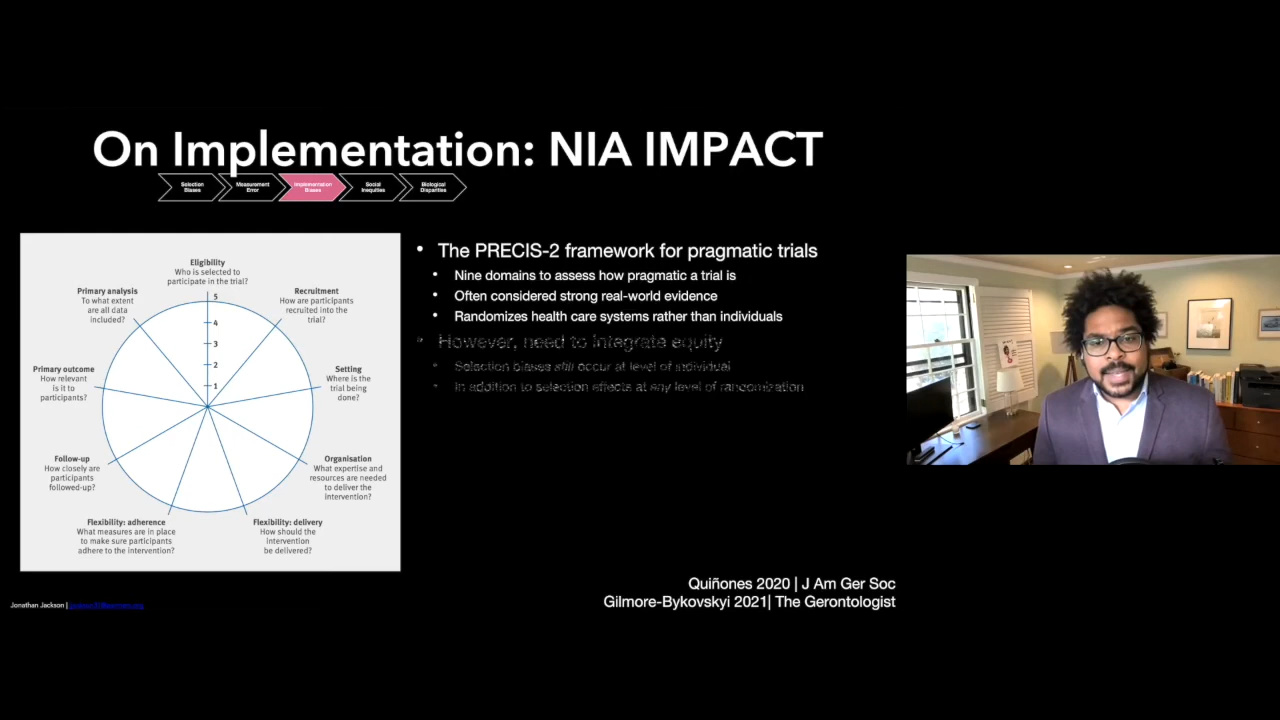 On Implementation: NIA IMPACT
Selection
Biases
Measurement
Error
Implementation
Biases
Social
Inequities
Biological
Disparities
Eligibility
Who is selected to
participate in the trial?
Recruitment
How are participants
recruited into the
trial?
Setting
Where is the
trial being
done?
Organisation
What expertise and
resources are needed
to deliver the
intervention?
Flexibility: delivery
How should the
intervention
be delivered?
Flexibility: adherence
What measures are in place
to make sure participants
adhere to the intervention?
Follow-up
How closely are
participants
followed-up?
Primary outcome
How relevant
is it to
participants?
Primary analysis
To what extent
are all data
included?
5
4
3
2
1
• The PRECIS-2 framework for pragmatic trials
• Nine domains to assess how pragmatic a trial is
• Often considered strong real-world evidence
• Randomizes health care systems rather than individuals
• However, need to integrate equity
• Selection biases still occur at level of individual
• In addition to selection effects at any level of randomization
Quiñones 2020 | J Am Ger Soc
Gilmore-Bykovskyi 2021| The Gerontologist
Jonathan Jackson |